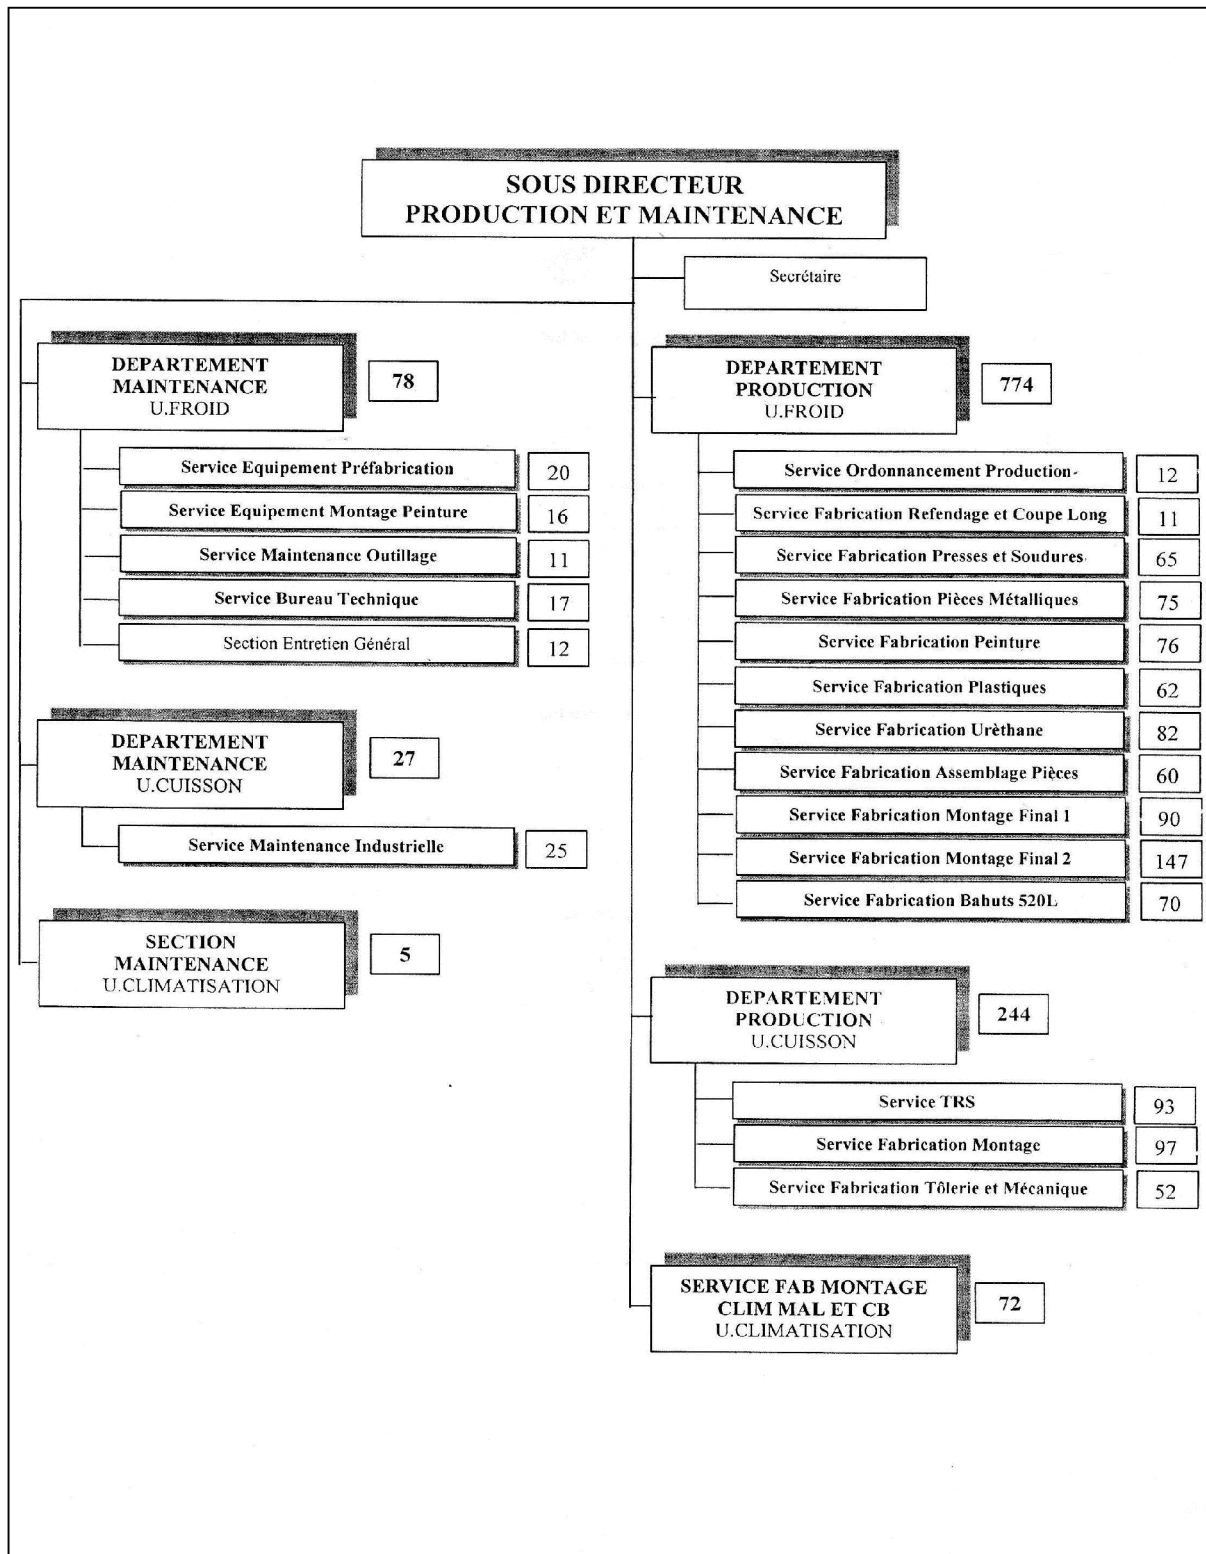 SOUS DIRECTEUR
PRODUCTION ET MAINTENANCE
Secrétaire
DEPARTEMENT
MAINTENANCE
U.FROID
78
Service Equipement Préfabrication
20
Service Equipement Montage Peinture
16
Service Maintenance Outillage
11
Service Bureau Technique
17
Section Entretien Général
12
DEPARTEMENT
MAINTENANCE
U.CUISSON
27
Service Maintenance Industrielle
25
SECTION
MAINTENANCE
U.CLIMATISATION
5
DEPARTEMENT
PRODUCTION
U.FROID
774
Service Ordonnancement Production
12
Service Fabrication Refendage et Coupe Long
11
Service Fabrication Presses et Soudures
65
Service Fabrication Pièces Métalliques
75
Service Fabrication Peinture
76
Service Fabrication Plastiques
62
Service Fabrication Urèthane
82
Service Fabrication Assemblage Pièces
60
Service Fabrication Montage Final 1
90
Service Fabrication Montage Final 2
147
Service Fabrication Bahuts 520L
70
DEPARTEMENT
PRODUCTION
U.CUISSON
244
Service TRS
93
Service Fabrication Montage
97
Service Fabrication Tôlerie et Mécanique
52
SERVICE FAB MONTAGE
CLIM MAL ET CB
U.CLIMATISATION
72